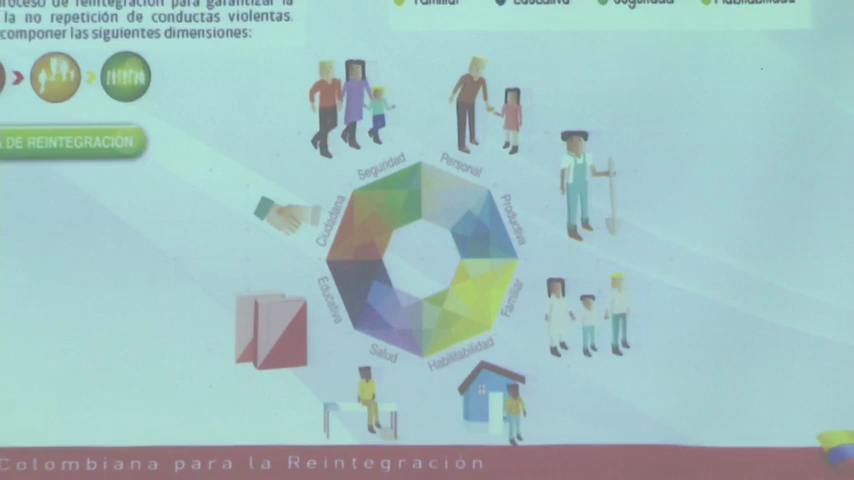 proceso de reintegración para garantizar la
la no repetición de conductas violentas.
componer las siguientes dimensiones:
Familiar
Educativa
Seguridad
Habitabilidad
DE REINTEGRACIÓN
Seguridad
Personal
Ciudadana
Productiva
Educativa
Familiar
Salud
Habilitabilidad
Colombiana para la Reintegración